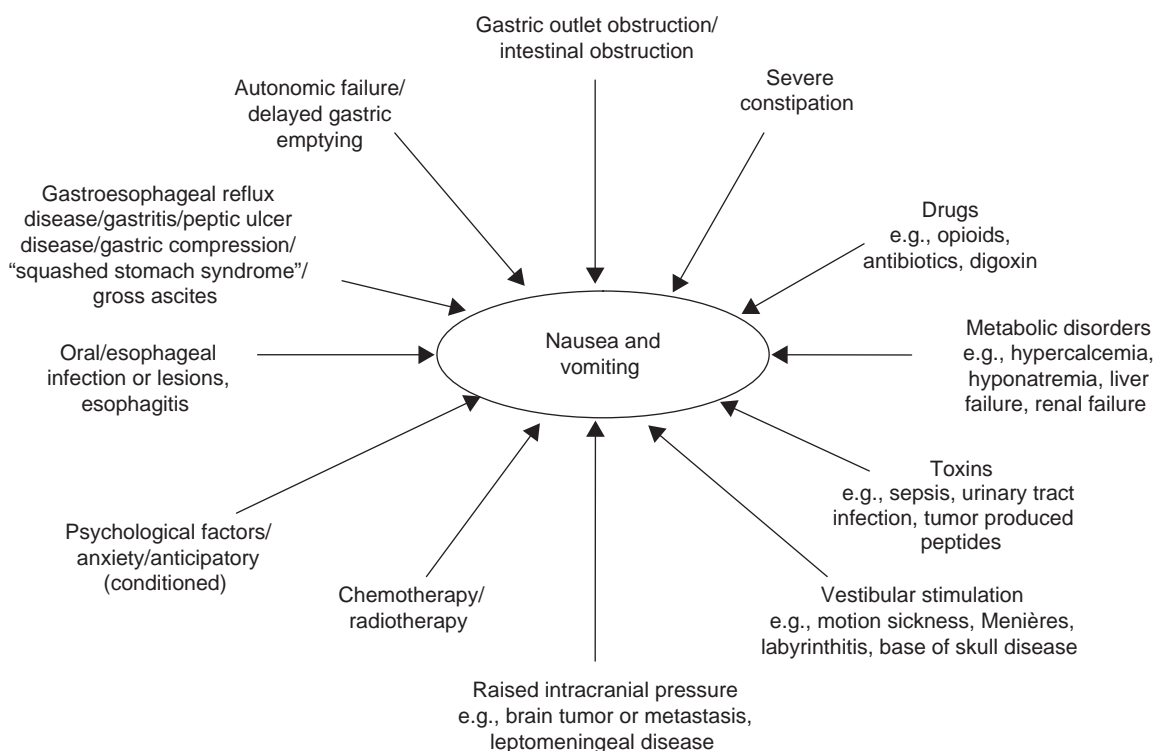 Gastric outlet obstruction/
intestinal obstruction
Severe
constipation
Autonomic failure/
delayed gastric
emptying
Gastroesophageal reflux
disease/gastritis/peptic ulcer
disease/gastric compression/
“squashed stomach syndrome”/
gross ascites
Drugs
e.g., opioids,
antibiotics, digoxin
Nausea and
vomiting
Metabolic disorders
e.g., hypercalcemia,
hyponatremia, liver
failure, renal failure
Oral/esophageal
infection or lesions,
esophagitis
Toxins
e.g., sepsis, urinary tract
infection, tumor produced
peptides
Psychological factors/
anxiety/anticipatory
(conditioned)
Chemotherapy/
radiotherapy
Vestibular stimulation
e.g., motion sickness, Menières,
labyrinthitis, base of skull disease
Raised intracranial pressure
e.g., brain tumor or metastasis,
leptomeningeal disease